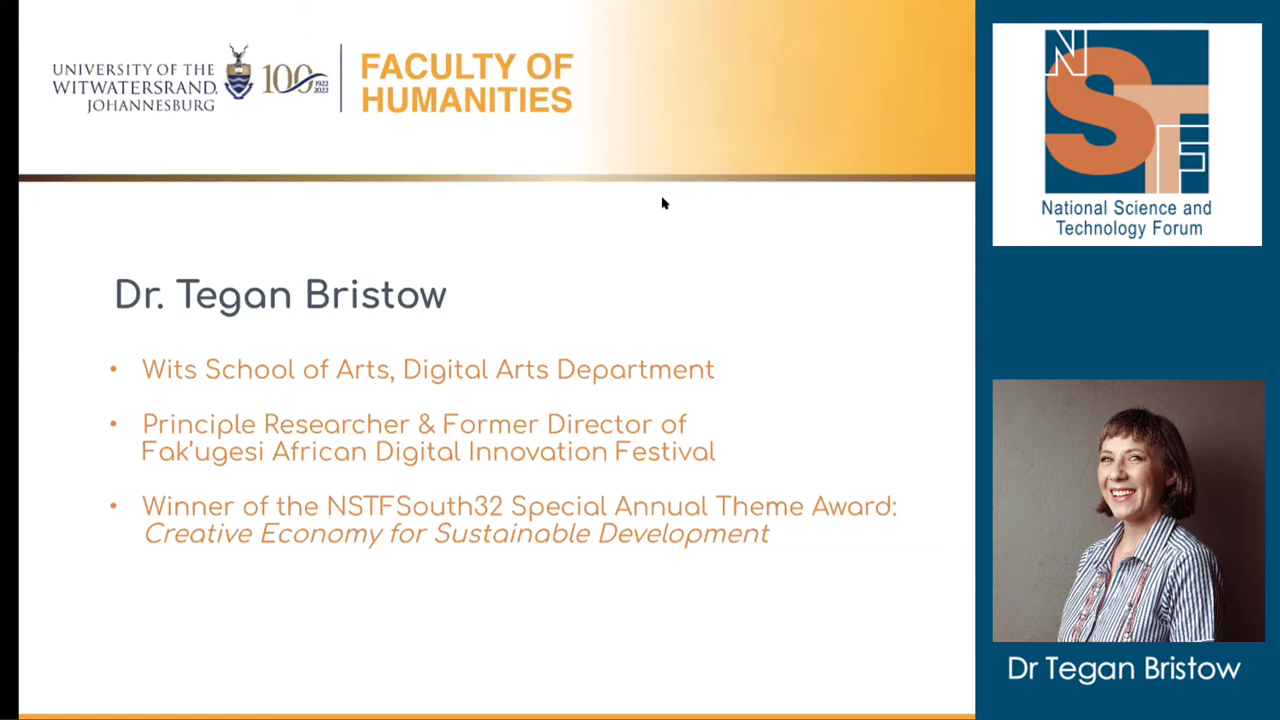 UNIVERSITY OF THE
WITWATERSRAND,
JOHANNESBURG
100
1922
2022
FACULTY OF
HUMANITIES
Dr. Tegan Bristow
• Wits School of Arts, Digital Arts Department
• Principle Researcher & Former Director of
Fak’ugesi African Digital Innovation Festival
• Winner of the NSTFSouth32 Special Annual Theme Award:
Creative Economy for Sustainable Development
NSTF
National Science and
Technology Forum
Dr Tegan Bristow